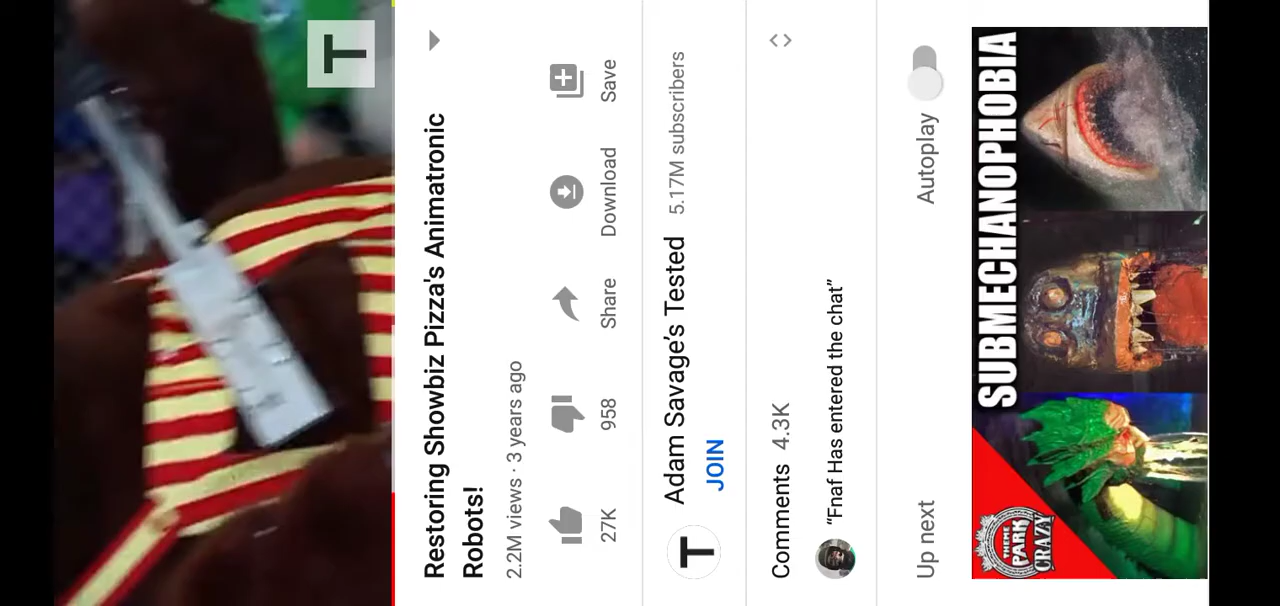 T
Restoring Showbiz Pizza's Animatronic
Robots!
2.2M views · 3 years ago
27K
958
Share
Download
Save
T
Adam Savage's Tested
5.17M subscribers
JOIN
Comments 4.3K
“Fnaf Has entered the chat”
Up next
Autoplay
SUBMECHANOPHOBIA
THEME
PARK
CRAZY